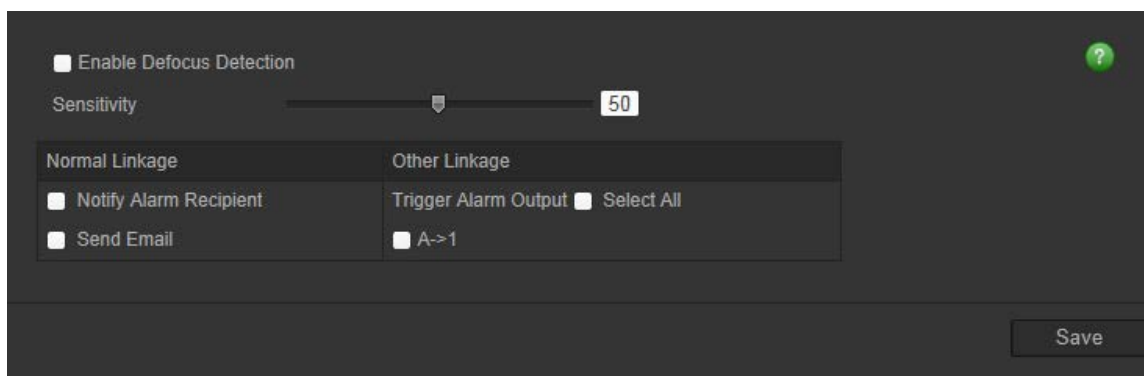 Enable Defocus Detection
?
Sensitivity 50
Normal Linkage Other Linkage
Notify Alarm Recipient Trigger Alarm Output Select All
Send Email A->1
Save